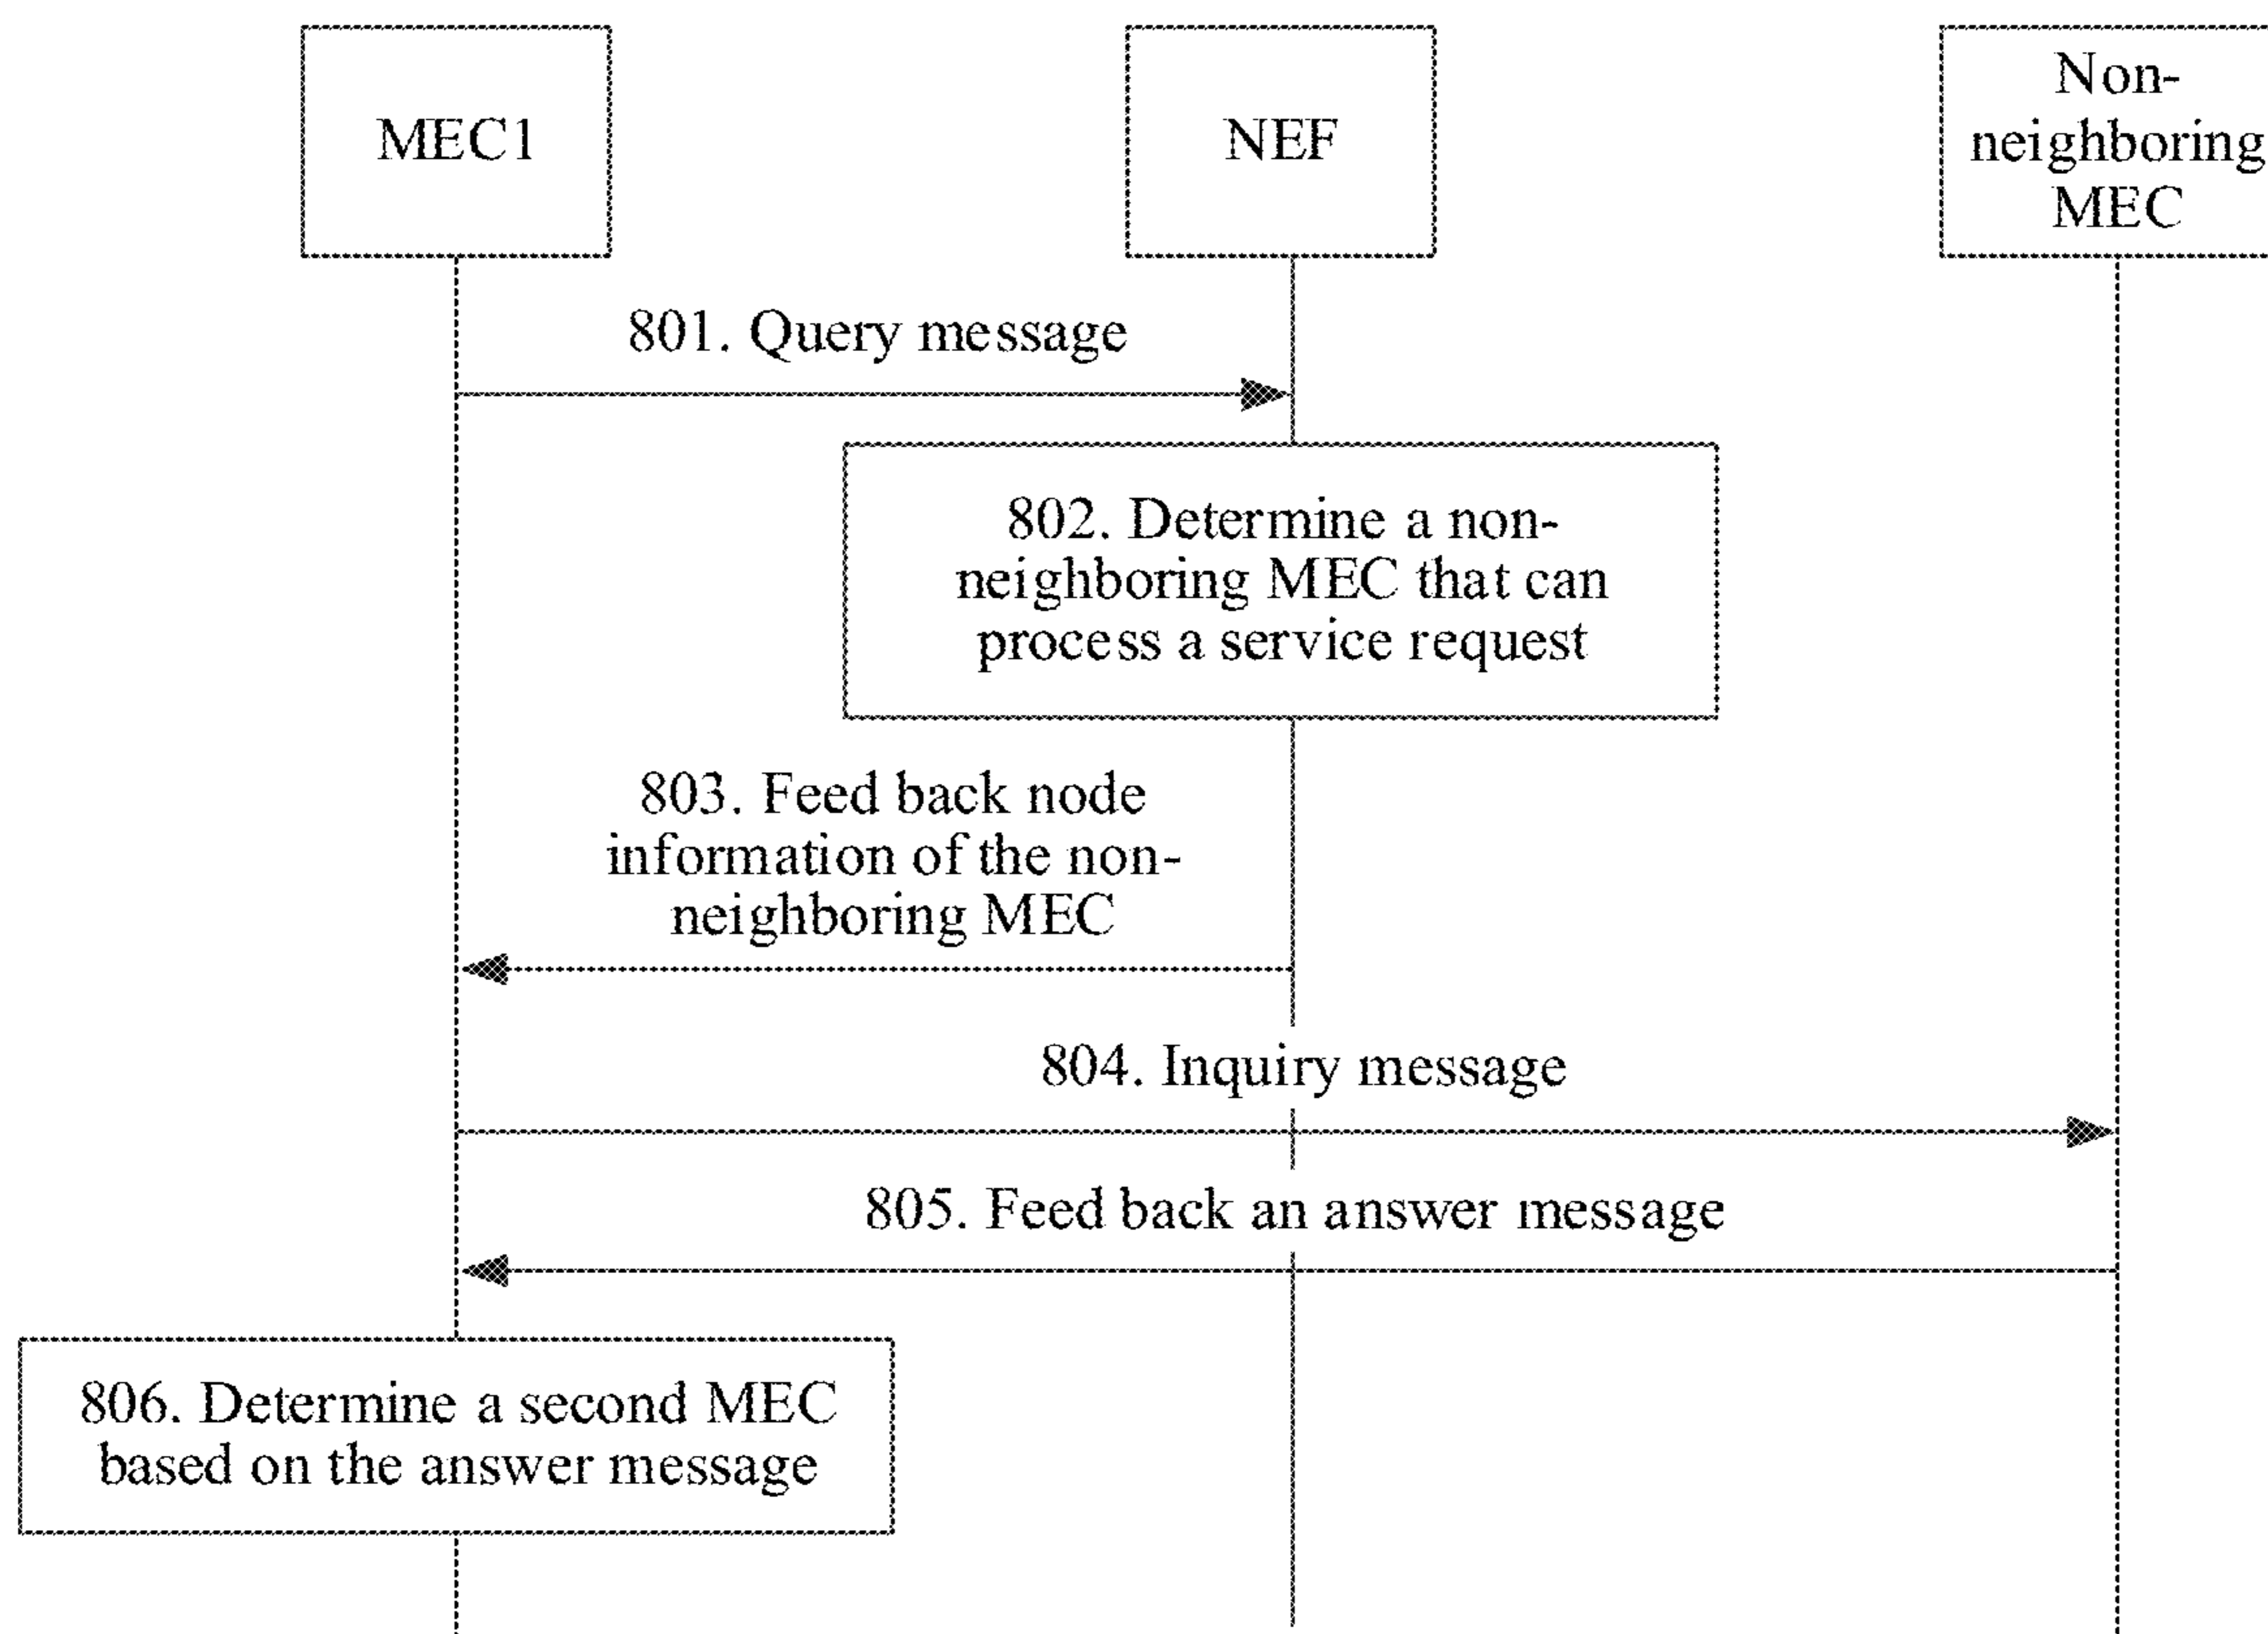 MEC1
NEF
Non-
neighboring
MEC
801. Query message
802. Determine a non-
neighboring MEC that can
process a service request
803. Feed back node
information of the non-
neighboring MEC
804. Inquiry message
805. Feed back an answer message
806. Determine a second MEC
based on the answer message